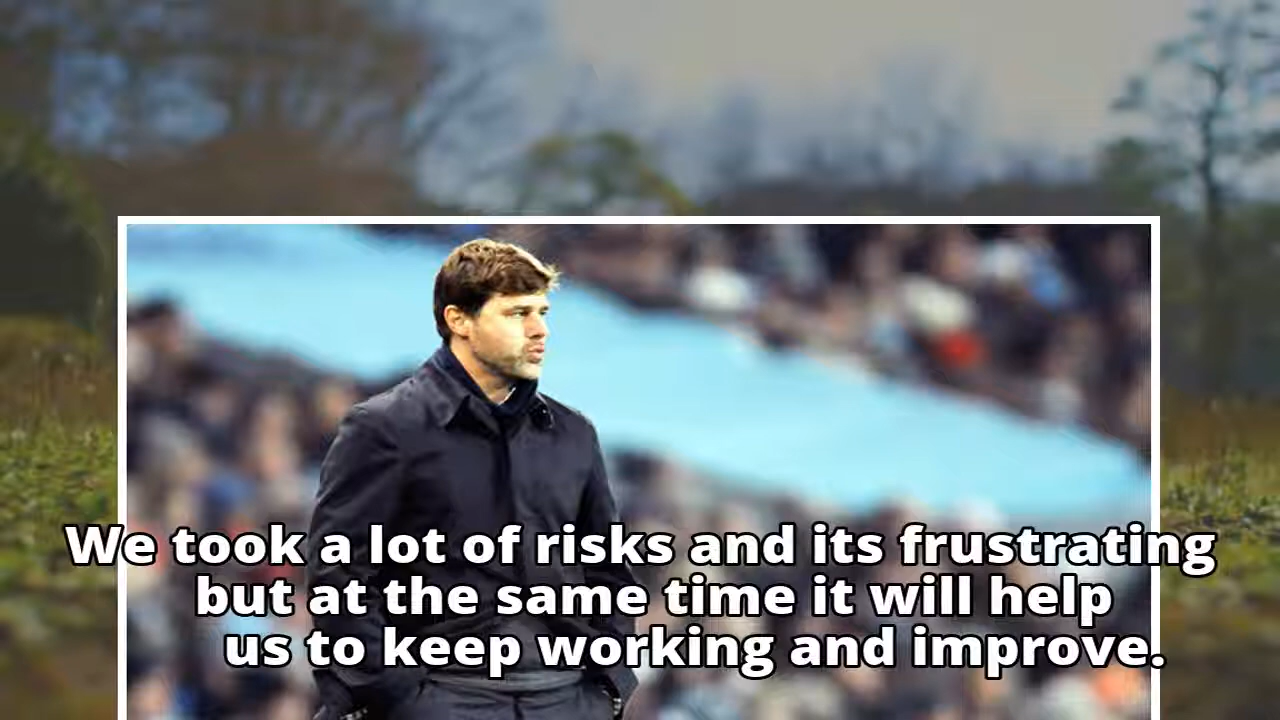 We took a lot of risks and its frustrating
but at the same time it will help
us to keep working and improve.